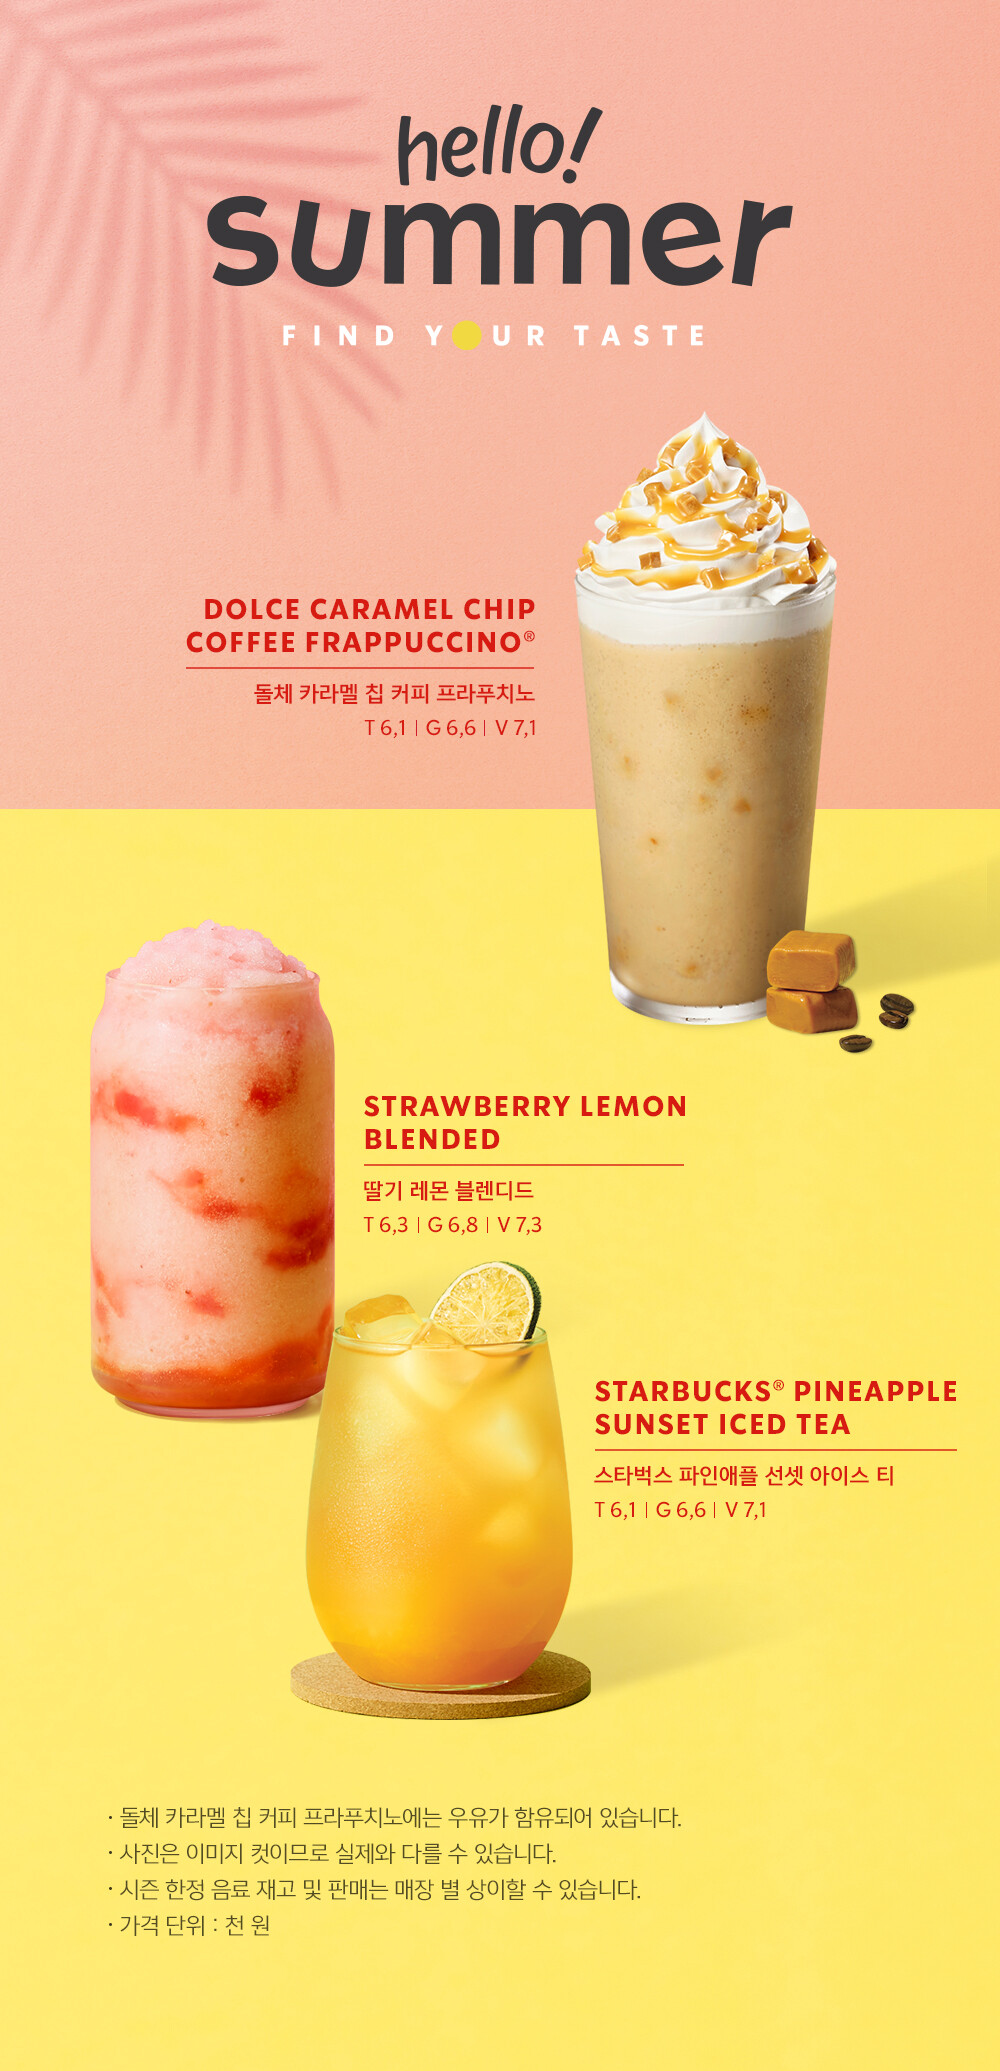 hello!
summer
FIND YOUR TASTE
DOLCE CARAMEL CHIP
COFFEE FRAPPUCCINO®
돌체 카라멜 칩 커피 프라푸치노
T 6,1 | G 6,6 | V 7,1
STRAWBERRY LEMON
BLENDED
딸기 레몬 블렌디드
T 6,3 | G 6,8 | V 7,3
STARBUCKS® PINEAPPLE
SUNSET ICED TEA
스타벅스 파인애플 선셋 아이스 티
T 6,1 | G 6,6 | V 7,1
· 돌체 카라멜 칩 커피 프라푸치노에는 우유가 함유되어 있습니다.
· 사진은 이미지 컷이므로 실제와 다를 수 있습니다.
· 시즌 한정 음료 재고 및 판매는 매장 별 상이할 수 있습니다.
· 가격 단위 : 천 원